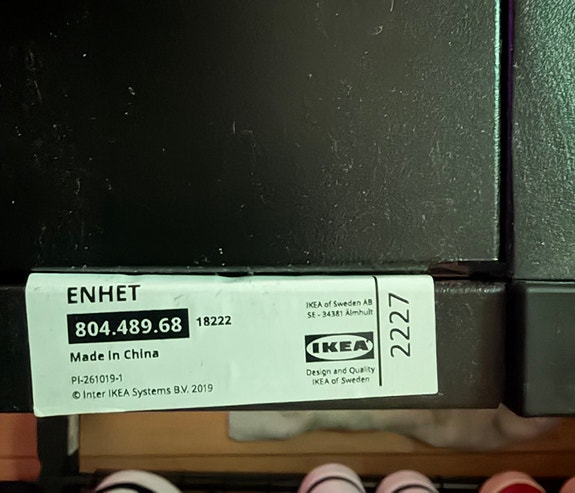 ENHET
804.489.68 18222
Made in China
PI-261019-1
© Inter IKEA Systems B.V. 2019
IKEA of Sweden AB
SE - 34381 Älmhult
IKEA
Design and Quality
IKEA of Sweden
2227